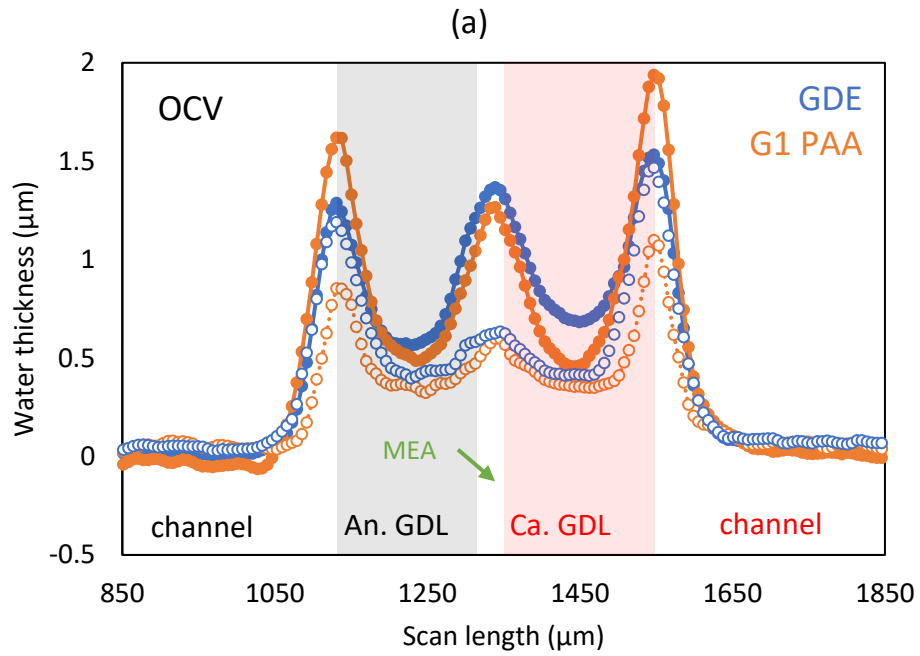 (a)
OCV
GDE
G1 PAA
MEA
channel
An. GDL
Ca. GDL
channel
Water thickness (µm)
2
1.5
1
0.5
0
-0.5
850
1050
1250
1450
1650
1850
Scan length (µm)